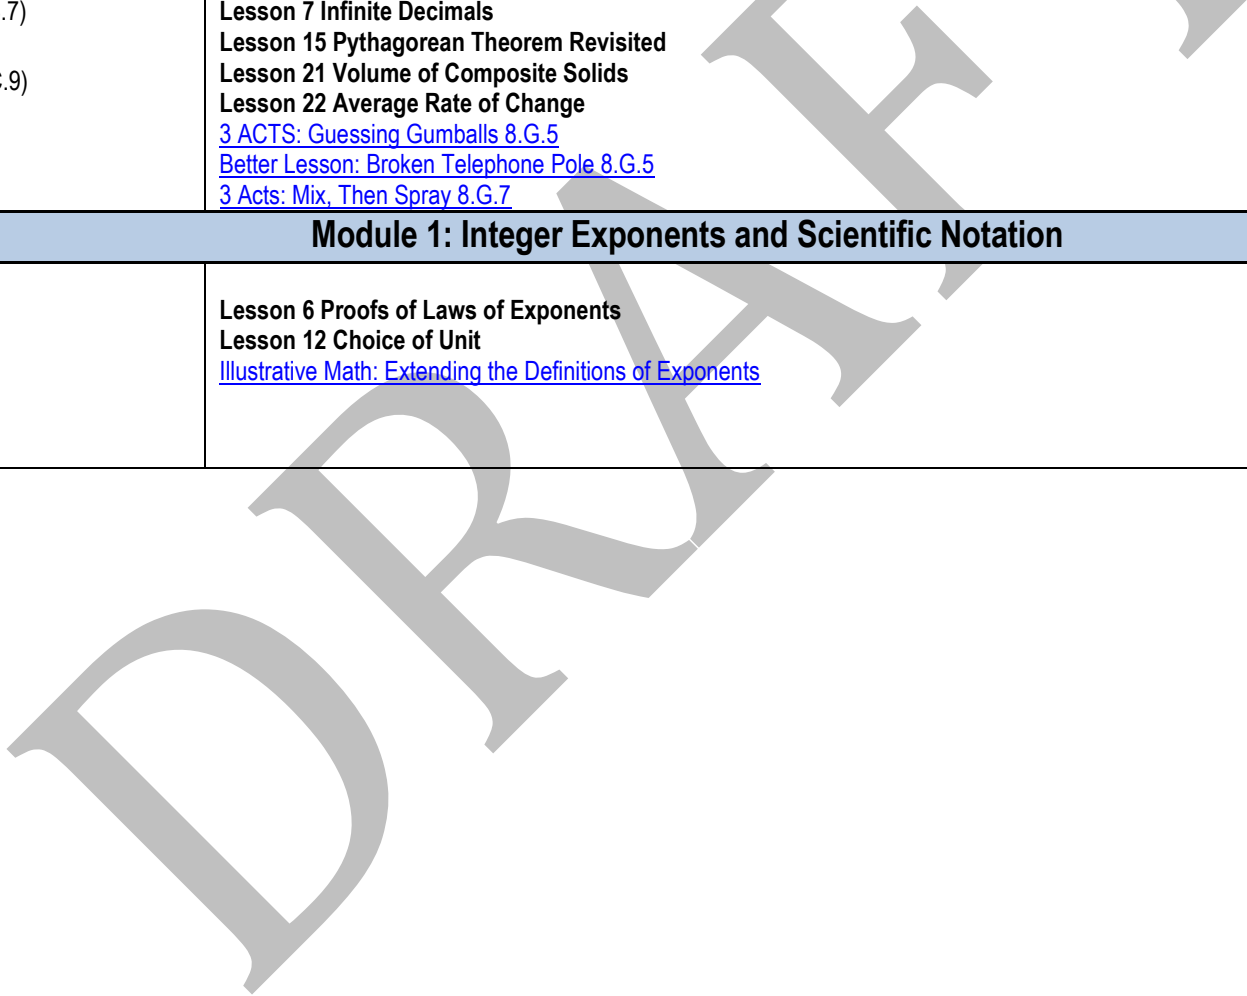 .7)
.9)
Lesson 7 Infinite Decimals
Lesson 15 Pythagorean Theorem Revisited
Lesson 21 Volume of Composite Solids
Lesson 22 Average Rate of Change
3 ACTS: Guessing Gumballs 8.G.5
Better Lesson: Broken Telephone Pole 8.G.5
3 Acts: Mix, Then Spray 8.G.7
Module 1: Integer Exponents and Scientific Notation
Lesson 6 Proofs of Laws of Exponents
Lesson 12 Choice of Unit
Illustrative Math: Extending the Definitions of Exponents
DRAF